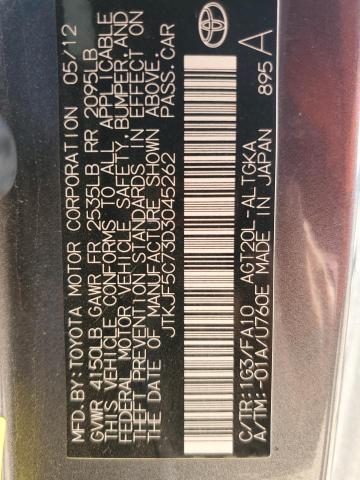 MFD. BY: TOYOTA MOTOR CORPORATION 05/12
GVWR 4150LB GAWR FR 2535LB RR 2095LB
THIS VEHICLE CONFORMS TO ALL APPLICABLE
FEDERAL MOTOR VEHICLE SAFETY, BUMPER, AND
THEFT PREVENTION STANDARDS IN EFFECT ON
THE DATE OF MANUFACTURE SHOWN ABOVE.
JTKJF5C73D3045262 PASS.CAR
C/TR: 1G3/FA10 AGT20L-ALTGKA
A/TM: -01A/U760E MADE IN JAPAN 895 A